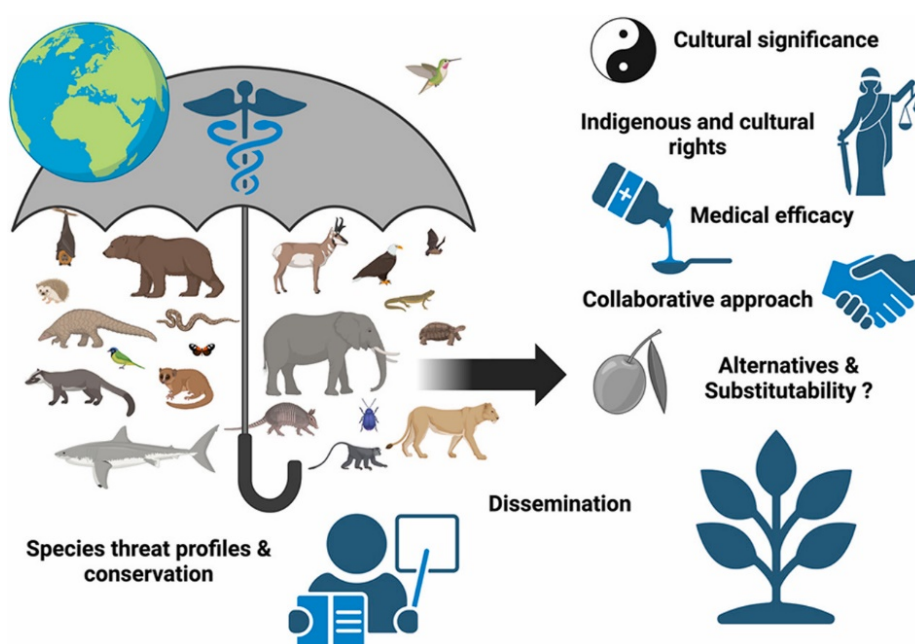 Cultural significance
Indigenous and cultural
rights
Medical efficacy
Collaborative approach
Alternatives &
Substitutability ?
Dissemination
Species threat profiles &
conservation